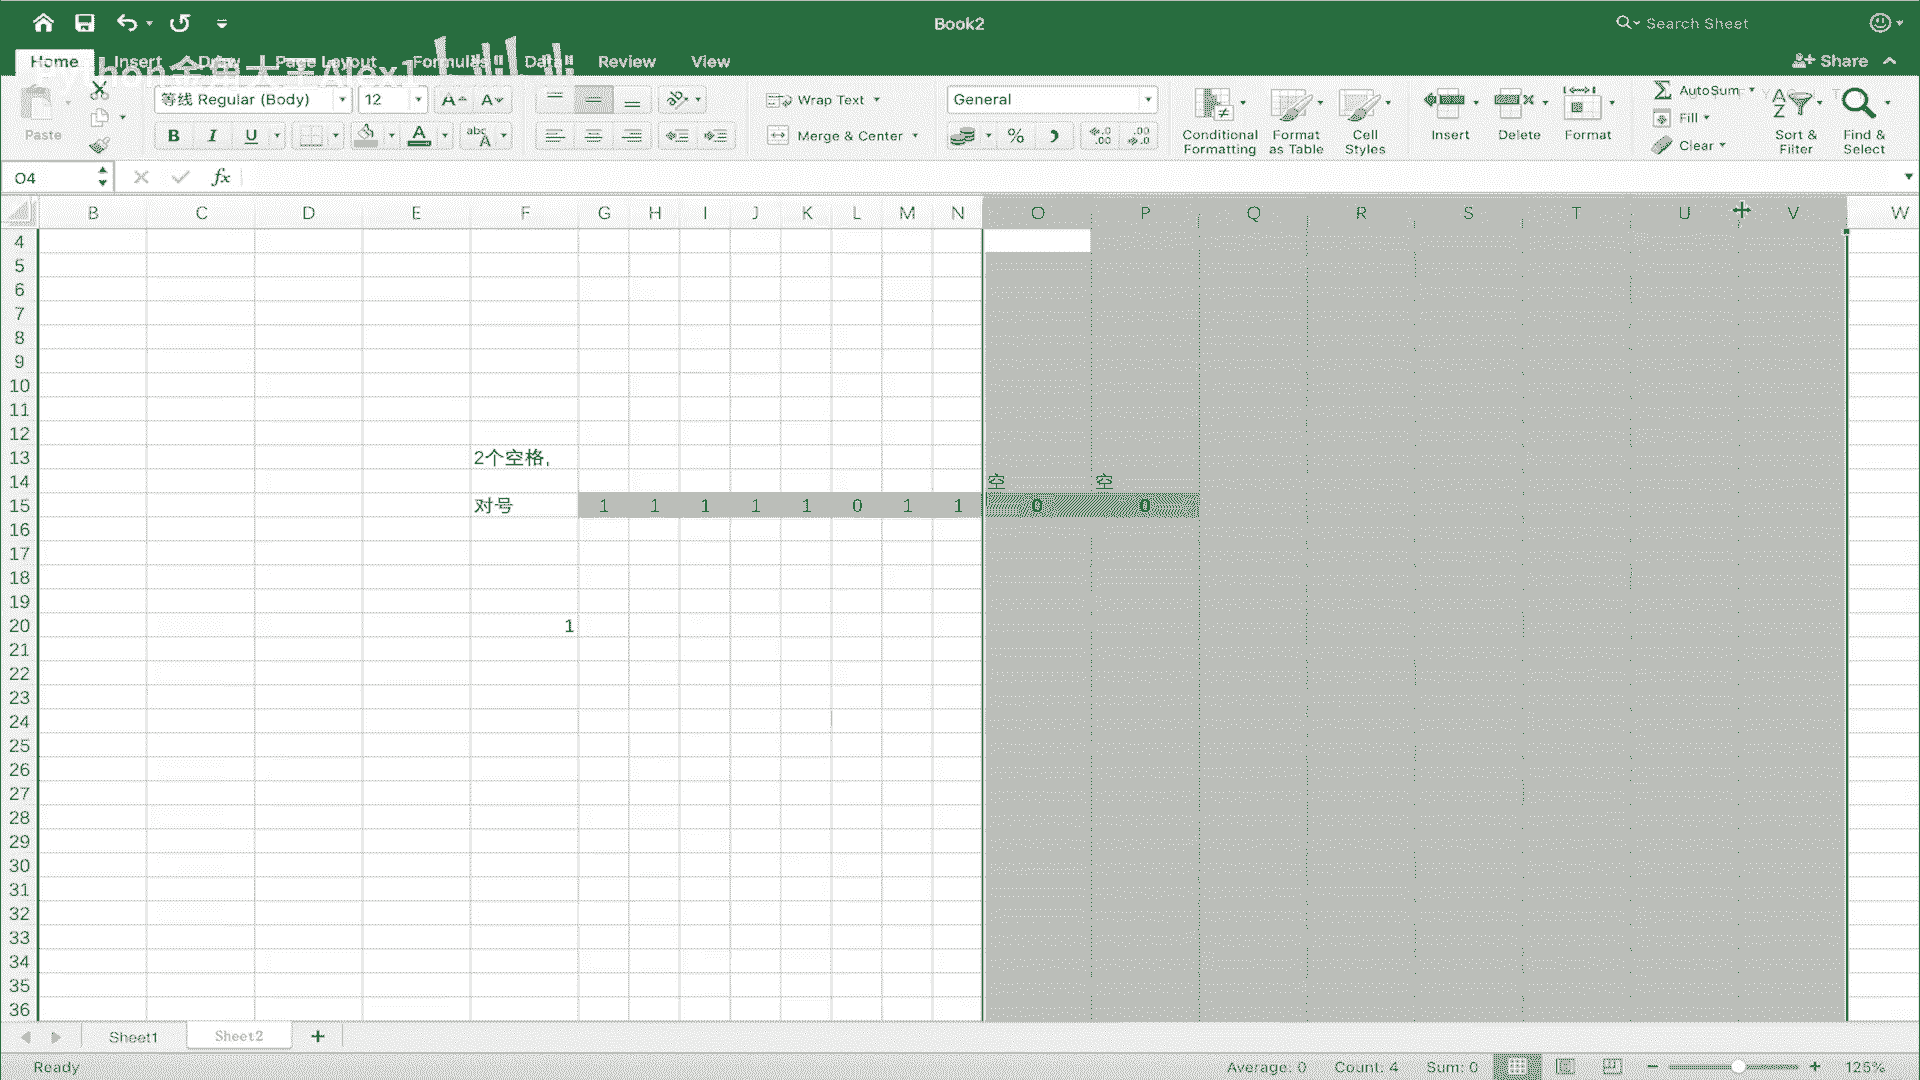 Book2
Search Sheet
Home Insert Draw Page Layout Formulas Data Review View
Share
Paste
等线 Regular (Body) 12
Wrap Text
Merge & Center
General
Conditional Formatting
Format as Table
Cell Styles
Insert
Delete
Format
AutoSum
Fill
Clear
Sort & Filter
Find & Select
O4
fx
B C D E F G H I J K L M N O P Q R S T U V W
4
5
6
7
8
9
10
11
12
13 2个空格,
14 空 空
15 对号 1 1 1 1 1 0 1 1 0 0
16
17
18
19
20 1
21
22
23
24
25
26
27
28
29
30
31
32
33
34
35
36
Sheet1 Sheet2
Ready
Average: 0 Count: 4 Sum: 0 125%